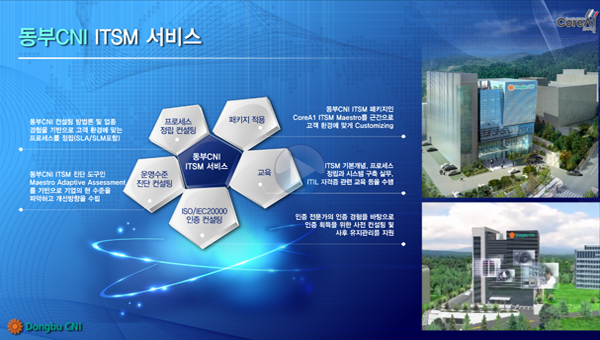 동부CNI ITSM 서비스
CoreA1
프로세스
정립 컨설팅
패키지 적용
동부CNI
ITSM 서비스
운영수준
진단 컨설팅
교육
ISO/IEC20000
인증 컨설팅
동부CNI 컨설팅 방법론 및 업종
경험을 기반으로 고객 환경에 맞는
프로세스를 정립(SLA/SLM포함)
동부CNI ITSM 진단 도구인
Maestro Adaptive Assessment
를 기반으로 기업의 현 수준을
파악하고 개선방향을 수립
동부CNI ITSM 패키지인
CoreA1 ITSM Maestro를 근간으로
고객 환경에 맞게 Customizing
ITSM 기본개념, 프로세스
정립과 시스템 구축 실무,
ITIL 자격증 관련 교육 등을 수행
인증 전문가의 인증 경험을 바탕으로
인증 획득을 위한 사전 컨설팅 및
사후 유지관리를 지원
Dongbu
Dongbu CNI